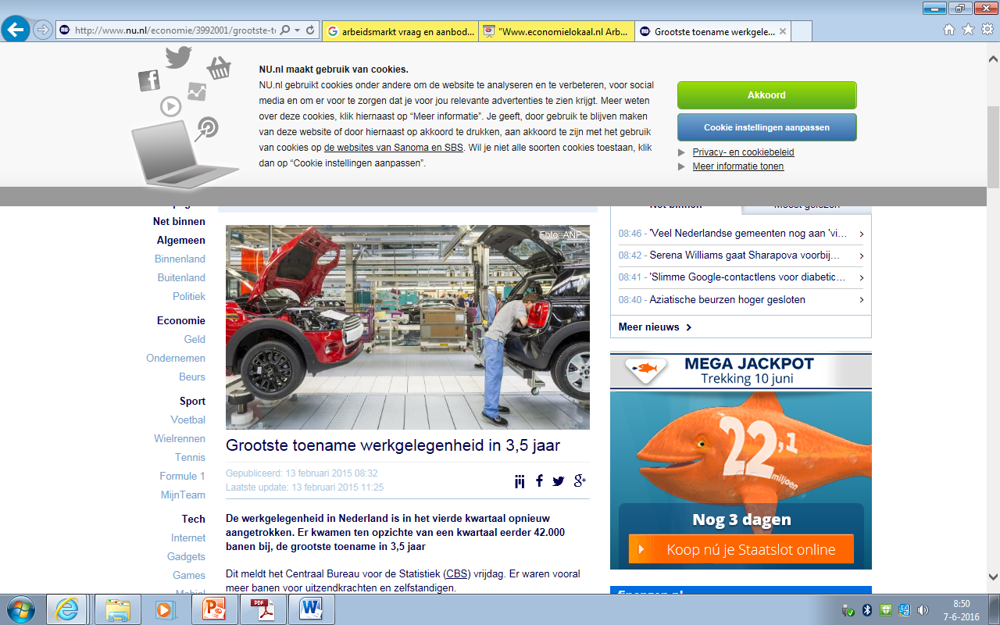 http://www.nu.nl/economie/3992001/grootste-t
arbeidsmarkt vraag en aanbod...
"Www.economielokaal.nl Arb...
Grootste toename werkgele...
NU.nl maakt gebruik van cookies.
NU.nl gebruikt cookies onder andere om de website te analyseren en te verbeteren, voor social
media en om er voor te zorgen dat je voor jou relevante advertenties te zien krijgt. Meer weten
over deze cookies, klik hiernaast op “Meer informatie”. Je geeft, door gebruik te blijven maken
van deze website of door hiernaast op akkoord te drukken, aan akkoord te zijn met het gebruik
van cookies op de websites van Sanoma en SBS. Wil je niet alle soorten cookies toestaan, klik
dan op “Cookie instellingen aanpassen”.
Akkoord
Cookie instellingen aanpassen
Privacy- en cookiebeleid
Meer informatie tonen
Net binnen
Algemeen
Binnenland
Buitenland
Politiek
Economie
Geld
Ondernemen
Beurs
Sport
Voetbal
Wielrennen
Tennis
Formule 1
MijnTeam
Tech
Internet
Gadgets
Games
Mobiel
Foto: ANP
Grootste toename werkgelegenheid in 3,5 jaar
Gepubliceerd: 13 februari 2015 08:32
Laatste update: 13 februari 2015 11:25
De werkgelegenheid in Nederland is in het vierde kwartaal opnieuw
aangetrokken. Er kwamen ten opzichte van een kwartaal eerder 42.000
banen bij, de grootste toename in 3,5 jaar
Dit meldt het Centraal Bureau voor de Statistiek (CBS) vrijdag. Er waren vooral
meer banen voor uitzendkrachten en zelfstandigen.
Net binnen
Meest gelezen
08:46 - 'Veel Nederlandse gemeenten nog aan 'vi...
08:42 - Serena Williams gaat Sharapova voorbij...
08:41 - 'Slimme Google-contactlens voor diabetic...
08:40 - Aziatische beurzen hoger gesloten
Meer nieuws
MEGA JACKPOT
Trekking 10 juni
22,1
miljoen
Nog 3 dagen
Koop nú je Staatslot online
finanzen.nl
8:50
7-6-2016